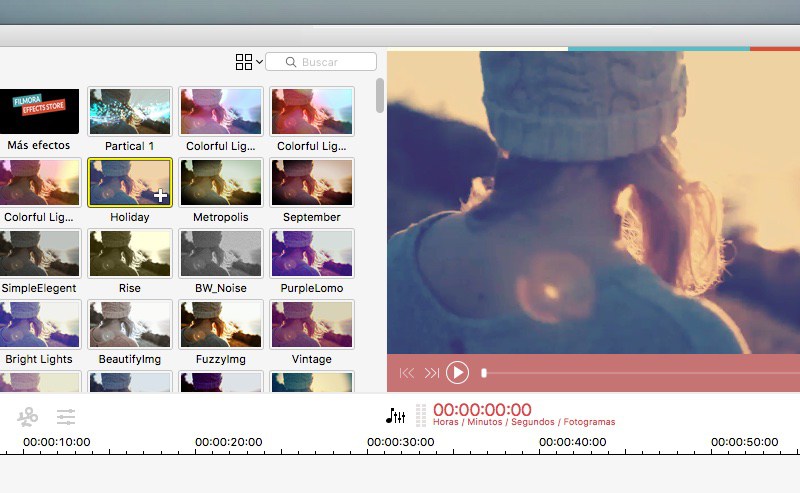 Buscar
FILMORA
EFFECTS STORE
Más efectos
Partical 1
Colorful Lig...
Colorful Lig...
Colorful Lig...
Holiday
Metropolis
September
SimpleElegent
Rise
BW_Noise
PurpleLomo
Bright Lights
BeautifyImg
FuzzyImg
Vintage
00:00:00:00
Horas / Minutos / Segundos / Fotogramas
00:00:10:00 00:00:20:00 00:00:30:00 00:00:40:00 00:00:50:00